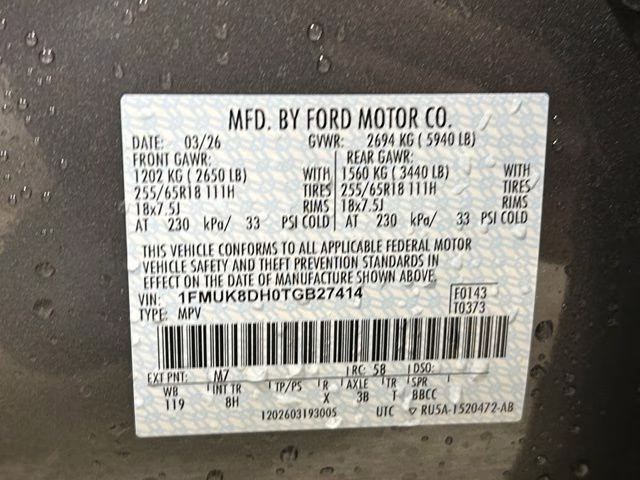 MFD. BY FORD MOTOR CO.
DATE: 03/26 GVWR: 2694 KG ( 5940 LB)
FRONT GAWR: REAR GAWR:
1202 KG ( 2650 LB) 1560 KG ( 3440 LB)
255/65R18 111H TIRES 255/65R18 111H TIRES
18x7.5J RIMS 18x7.5J RIMS
AT 230 kPa/ 33 PSI COLD AT 230 kPa/ 33 PSI COLD
THIS VEHICLE CONFORMS TO ALL APPLICABLE FEDERAL MOTOR
VEHICLE SAFETY AND THEFT PREVENTION STANDARDS IN
EFFECT ON THE DATE OF MANUFACTURE SHOWN ABOVE.
VIN: 1FMUK8DH0TGB27414 F0143
TYPE: MPV T0373
EXT PNT: M7 RC: 58 DSO:
WB INT TR TP/PS R AXLE TR SPR
119 8H X 3B T BBCC
1202603193005 UTC ▽ RU5A-1520472-AB